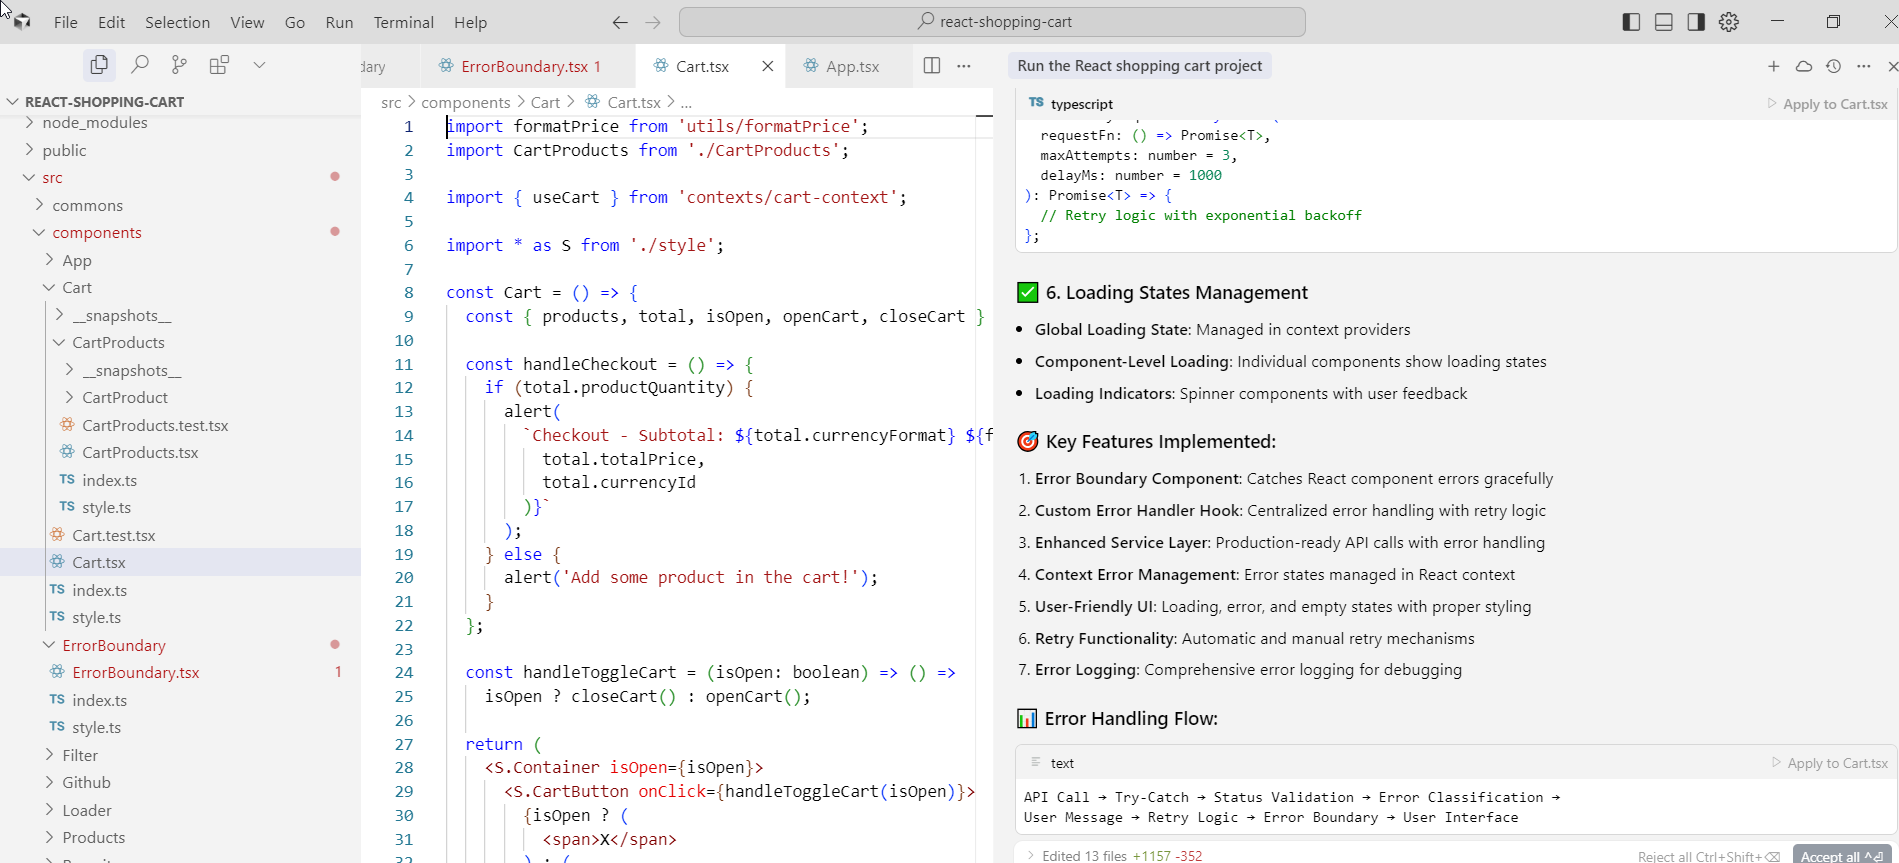 File Edit Selection View Go Run Terminal Help
react-shopping-cart
REACT-SHOPPING-CART
node_modules
public
src
commons
components
App
Cart
__snapshots__
CartProducts
__snapshots__
CartProduct
CartProducts.test.tsx
CartProducts.tsx
TS index.ts
TS style.ts
Cart.test.tsx
Cart.tsx
TS index.ts
TS style.ts
ErrorBoundary
ErrorBoundary.tsx 1
TS index.ts
TS style.ts
Filter
Github
Loader
Products
dary ErrorBoundary.tsx 1 Cart.tsx App.tsx
src > components > Cart > Cart.tsx > ...
1 import formatPrice from 'utils/formatPrice';
2 import CartProducts from './CartProducts';
3
4 import { useCart } from 'contexts/cart-context';
5
6 import * as S from './style';
7
8 const Cart = () => {
9 const { products, total, isOpen, openCart, closeCart }
10
11 const handleCheckout = () => {
12 if (total.productQuantity) {
13 alert(
14 `Checkout - Subtotal: ${total.currencyFormat} ${f
15 total.totalPrice,
16 total.currencyId
17 )}`
18 );
19 } else {
20 alert('Add some product in the cart!');
21 }
22 };
23
24 const handleToggleCart = (isOpen: boolean) => () =>
25 isOpen ? closeCart() : openCart();
26
27 return (
28 <S.Container isOpen={isOpen}>
29 <S.CartButton onClick={handleToggleCart(isOpen)}>
30 {isOpen ? (
31 <span>X</span>
32 ) : (
Run the React shopping cart project
TS typescript Apply to Cart.tsx
requestFn: () => Promise<T>,
maxAttempts: number = 3,
delayMs: number = 1000
): Promise<T> => {
// Retry logic with exponential backoff
};
✅ 6. Loading States Management
• Global Loading State: Managed in context providers
• Component-Level Loading: Individual components show loading states
• Loading Indicators: Spinner components with user feedback
🎯 Key Features Implemented:
1. Error Boundary Component: Catches React component errors gracefully
2. Custom Error Handler Hook: Centralized error handling with retry logic
3. Enhanced Service Layer: Production-ready API calls with error handling
4. Context Error Management: Error states managed in React context
5. User-Friendly UI: Loading, error, and empty states with proper styling
6. Retry Functionality: Automatic and manual retry mechanisms
7. Error Logging: Comprehensive error logging for debugging
📊 Error Handling Flow:
text Apply to Cart.tsx
API Call → Try-Catch → Status Validation → Error Classification →
User Message → Retry Logic → Error Boundary → User Interface
Edited 13 files +1157 -352
Reject all Ctrl+Shift+⌫ Accept all ^⏎